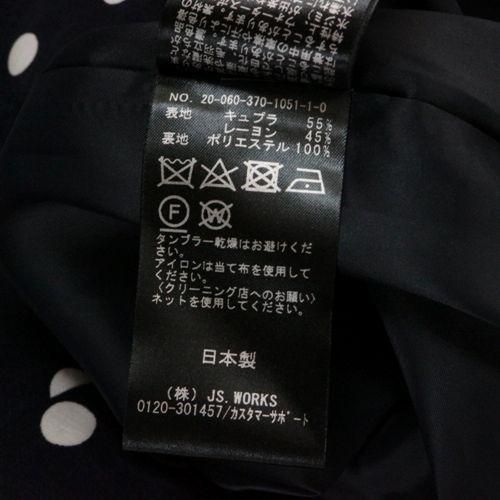 NO. 20-060-370-1051-1-0
表地 キュプラ 55%
レーヨン 45%
裏地 ポリエステル 100%
F W
タンブラー乾燥はお避けくだ
さい。
アイロンは当て布を使用して
ください。
〈クリーニング店へのお願い〉
ネットを使用してください。
日本製
(株) JS.WORKS
0120-301457/カスタマーサポート